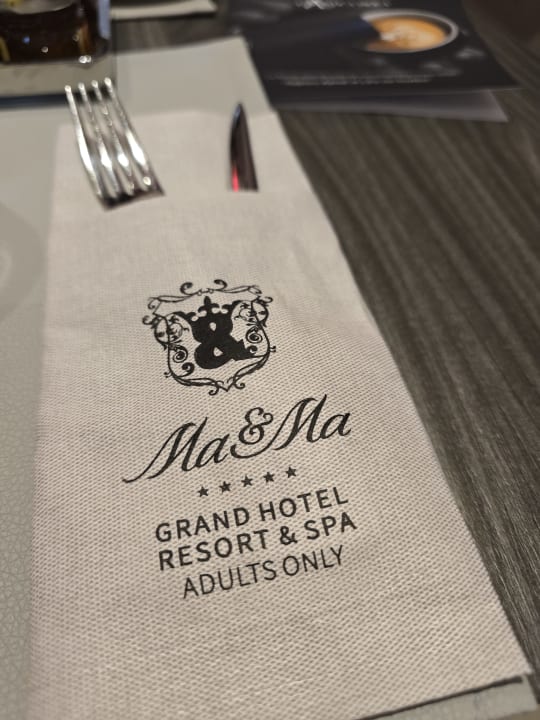 &
Ma&Ma
★★★★★
GRAND HOTEL
RESORT & SPA
ADULTS ONLY